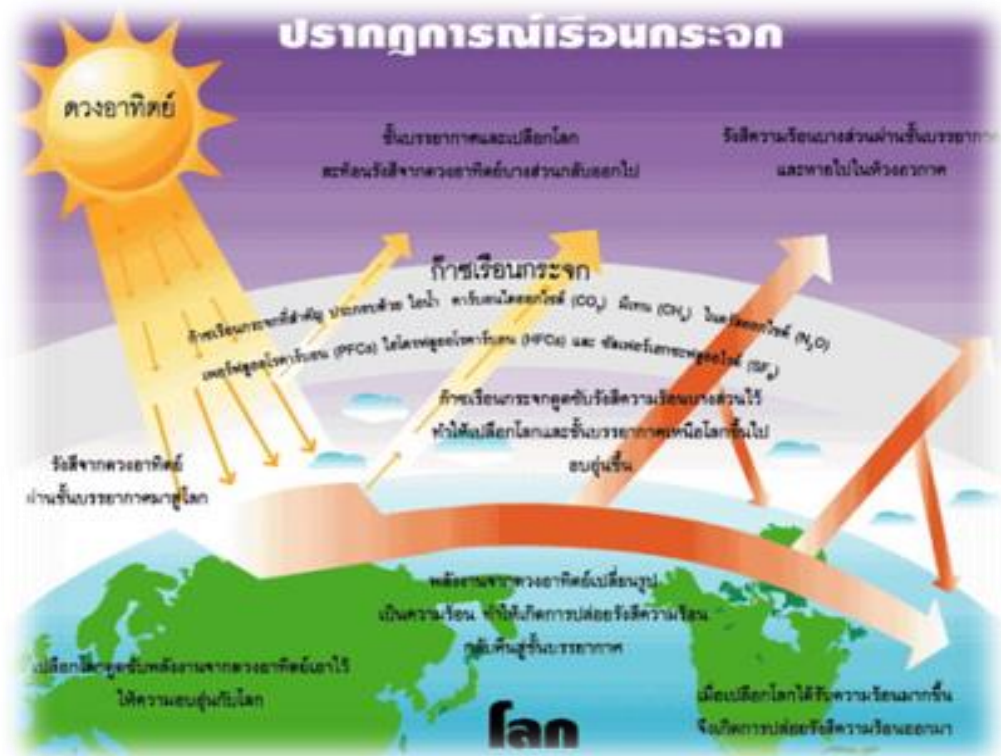 ปรากฎการณ์เรือนกระจก
ดวงอาทิตย์
ชั้นบรรยากาศและเปลือกโลก
สะท้อนรังสีจากดวงอาทิตย์บางส่วนกลับออกไป
รังสีความร้อนบางส่วนผ่านชั้นบรรยากาศ
และหายไปในห้วงอวกาศ
ก๊าซเรือนกระจก
ก๊าซเรือนกระจกที่สำคัญ ประกอบด้วย ไอน้ำ คาร์บอนไดออกไซด์ (CO₂) มีเทน (CH₄) ไนตรัสออกไซด์ (N₂O)
เพอร์ฟลูออโรคาร์บอน (PFCs) ไฮโดรฟลูออโรคาร์บอน (HFCs) และ ซัลเฟอร์เฮกซะฟลูออไรด์ (SF₆)
ก๊าซเรือนกระจกดูดซับรังสีความร้อนบางส่วนไว้
ทำให้เปลือกโลกและชั้นบรรยากาศเหนือโลกขึ้นไป
อบอุ่นขึ้น
รังสีจากดวงอาทิตย์
ผ่านชั้นบรรยากาศมาสู่โลก
พลังงานจากดวงอาทิตย์เปลี่ยนรูป
เป็นความร้อน ทำให้เกิดการปล่อยรังสีความร้อน
กลับคืนสู่ชั้นบรรยากาศ
เปลือกโลกดูดซับพลังงานจากดวงอาทิตย์เอาไว้
ให้ความอบอุ่นกับโลก
เมื่อเปลือกโลกได้รับความร้อนมากขึ้น
จึงเกิดการปล่อยรังสีความร้อนออกมา
โลก